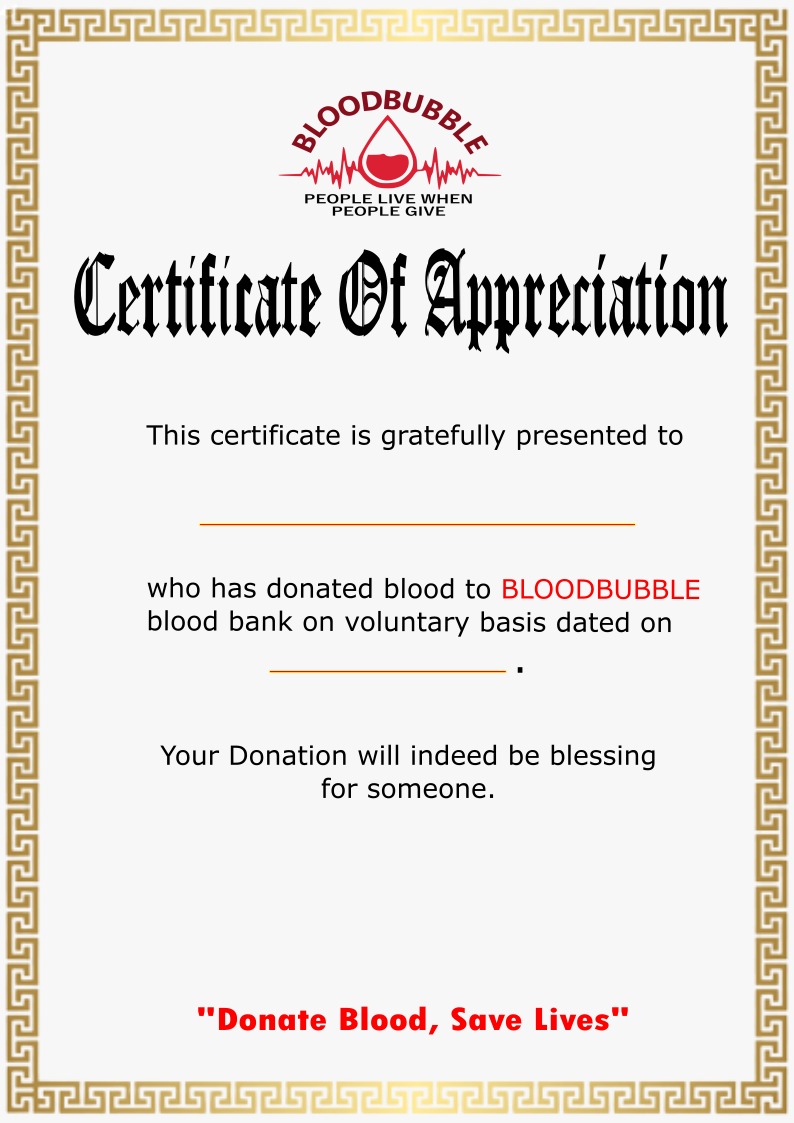 BLOODBUBBLE
PEOPLE LIVE WHEN
PEOPLE GIVE
Certificate Of Appreciation
This certificate is gratefully presented to
who has donated blood to BLOODBUBBLE
blood bank on voluntary basis dated on
.
Your Donation will indeed be blessing
for someone.
"Donate Blood, Save Lives"